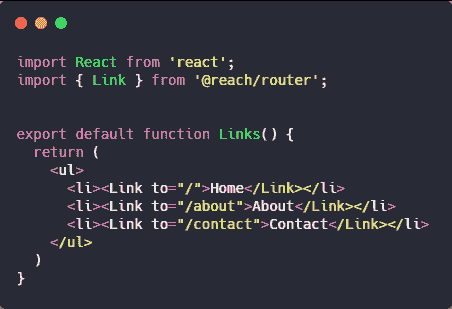 import React from 'react';
import { Link } from '@reach/router';
export default function Links() {
return (
<ul>
<li><Link to="/">Home</Link></li>
<li><Link to="/about">About</Link></li>
<li><Link to="/contact">Contact</Link></li>
</ul>
)
}